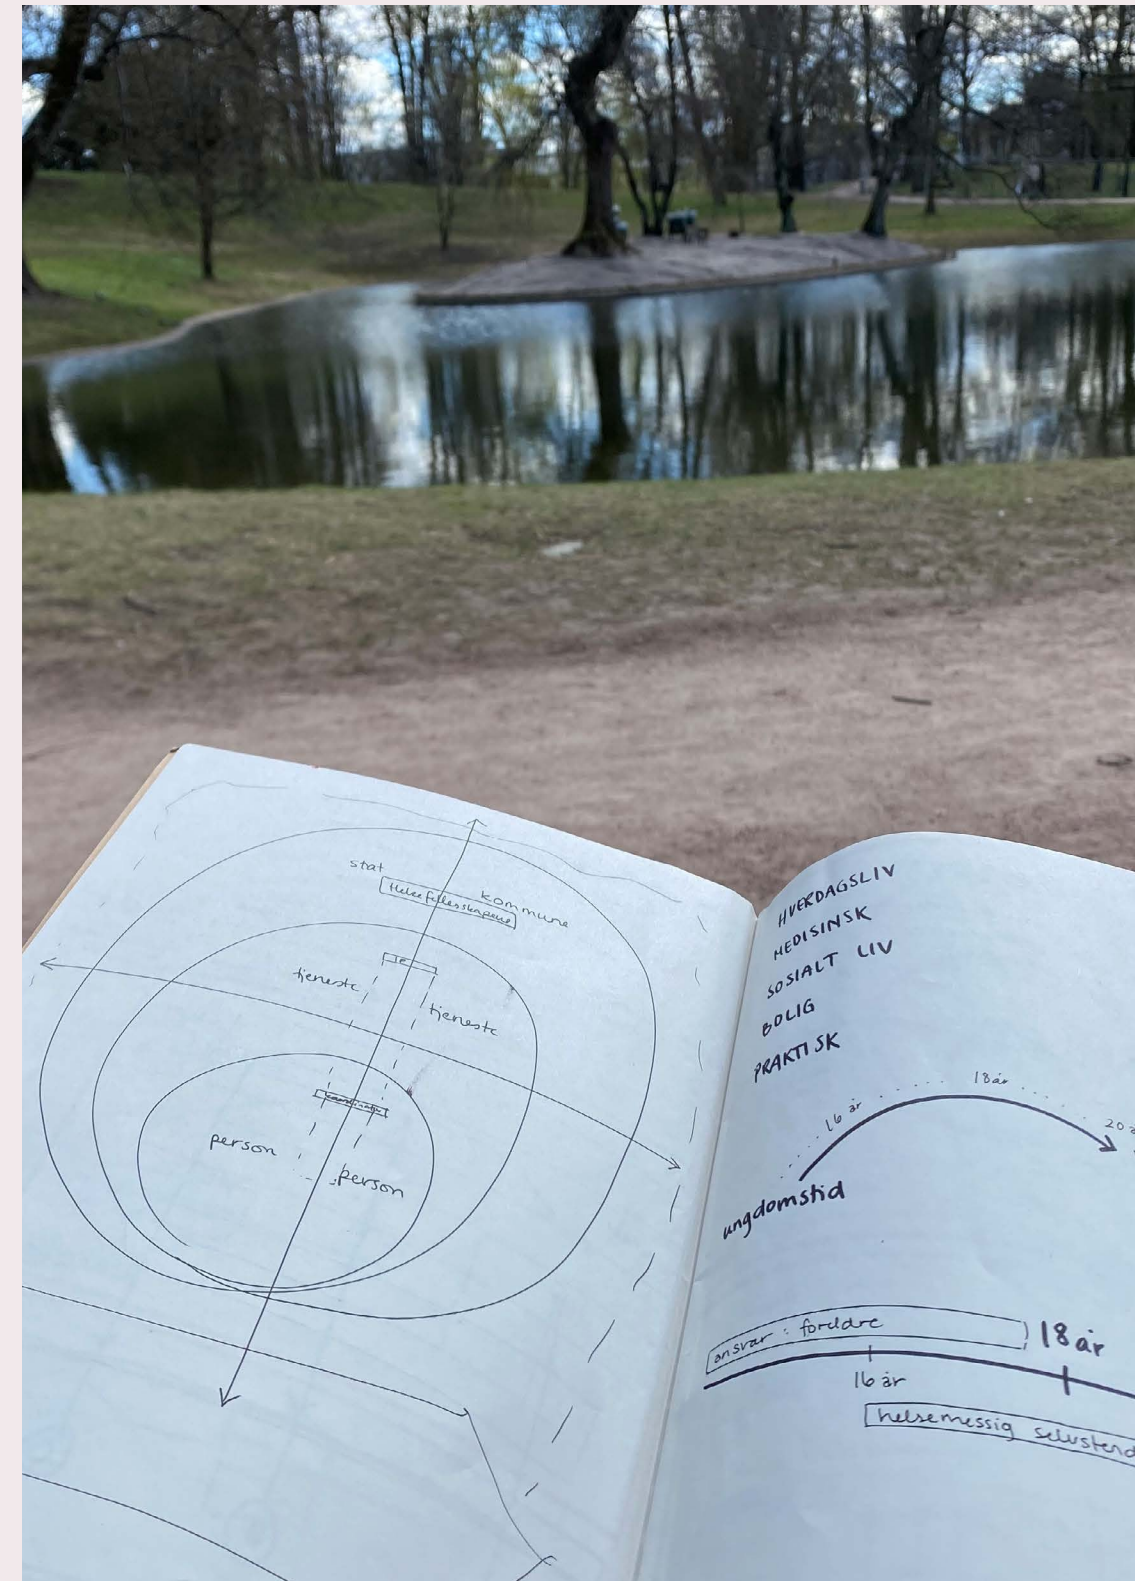 stat
kommune
Helsefellesskapene
tjeneste
tjeneste
person
person
HVERDAGSLIV
MEDISINSK
SOSIALT LIV
BOLIG
PRAKTISK
16 år
18 år
ungdomstid
ansvar : foreldre
18 år
16 år
helsemessig selvstend